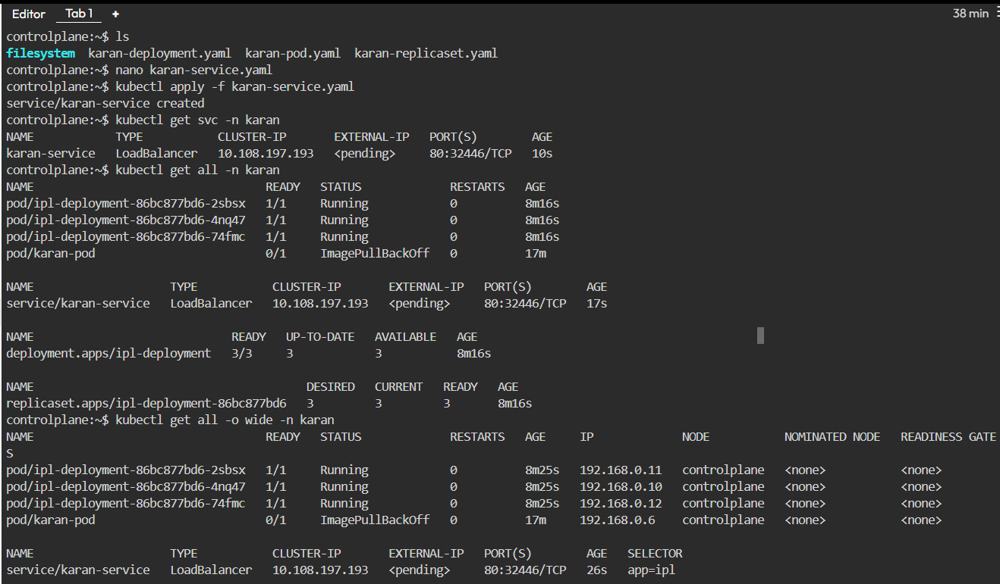 Editor Tab 1 + 38 min
controlplane:~$ ls
filesystem karan-deployment.yaml karan-pod.yaml karan-replicaset.yaml
controlplane:~$ nano karan-service.yaml
controlplane:~$ kubectl apply -f karan-service.yaml
service/karan-service created
controlplane:~$ kubectl get svc -n karan
NAME TYPE CLUSTER-IP EXTERNAL-IP PORT(S) AGE
karan-service LoadBalancer 10.108.197.193 <pending> 80:32446/TCP 10s
controlplane:~$ kubectl get all -n karan
NAME READY STATUS RESTARTS AGE
pod/ipl-deployment-86bc877bd6-2sbsx 1/1 Running 0 8m16s
pod/ipl-deployment-86bc877bd6-4nq47 1/1 Running 0 8m16s
pod/ipl-deployment-86bc877bd6-74fmc 1/1 Running 0 8m16s
pod/karan-pod 0/1 ImagePullBackOff 0 17m
NAME TYPE CLUSTER-IP EXTERNAL-IP PORT(S) AGE
service/karan-service LoadBalancer 10.108.197.193 <pending> 80:32446/TCP 17s
NAME READY UP-TO-DATE AVAILABLE AGE
deployment.apps/ipl-deployment 3/3 3 3 8m16s
NAME DESIRED CURRENT READY AGE
replicaset.apps/ipl-deployment-86bc877bd6 3 3 3 8m16s
controlplane:~$ kubectl get all -o wide -n karan
NAME READY STATUS RESTARTS AGE IP NODE NOMINATED NODE READINESS GATE
S
pod/ipl-deployment-86bc877bd6-2sbsx 1/1 Running 0 8m25s 192.168.0.11 controlplane <none> <none>
pod/ipl-deployment-86bc877bd6-4nq47 1/1 Running 0 8m25s 192.168.0.10 controlplane <none> <none>
pod/ipl-deployment-86bc877bd6-74fmc 1/1 Running 0 8m25s 192.168.0.12 controlplane <none> <none>
pod/karan-pod 0/1 ImagePullBackOff 0 17m 192.168.0.6 controlplane <none> <none>
NAME TYPE CLUSTER-IP EXTERNAL-IP PORT(S) AGE SELECTOR
service/karan-service LoadBalancer 10.108.197.193 <pending> 80:32446/TCP 26s app=ipl